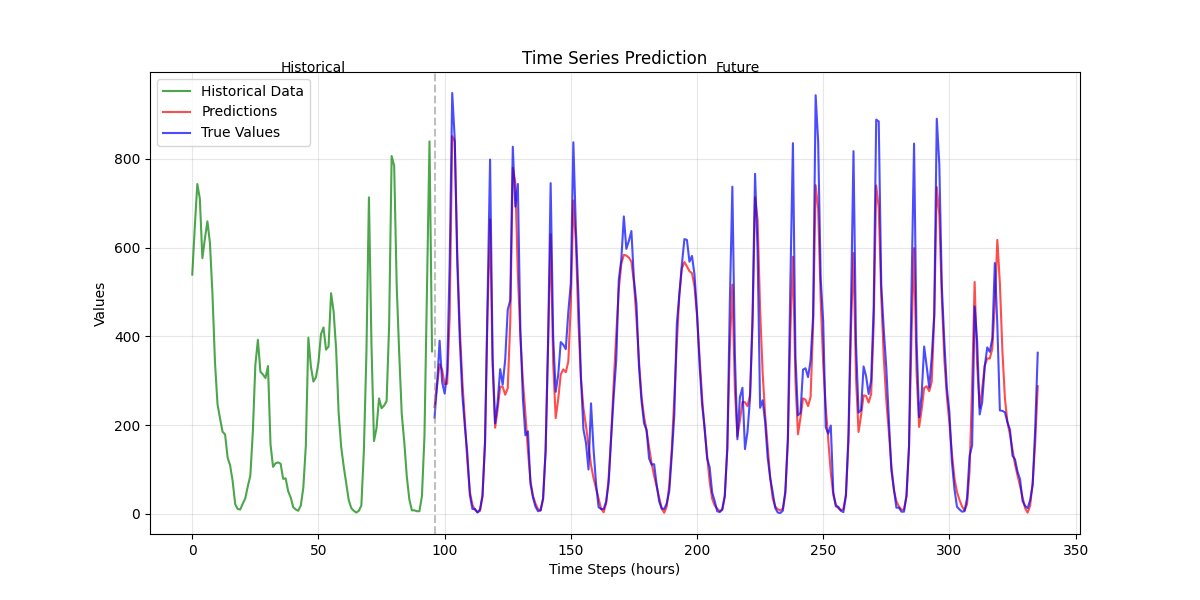 Time Series Prediction
Historical
Future
Historical Data
Predictions
True Values
Values
800
600
400
200
0
0
50
100
150
200
250
300
350
Time Steps (hours)